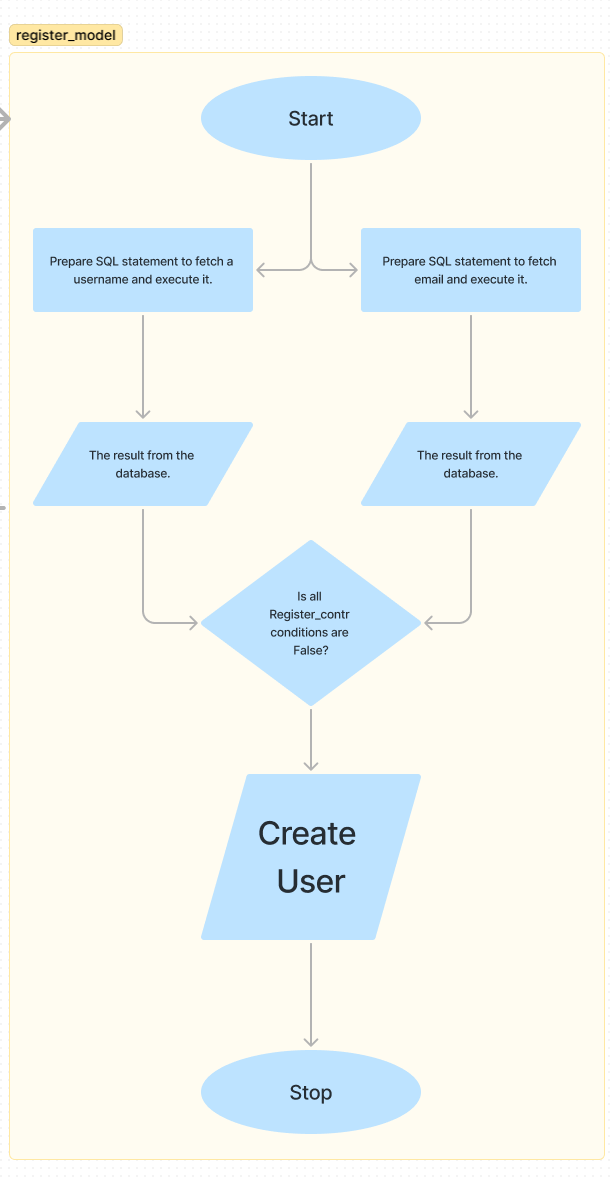 register_model
Start
Prepare SQL statement to fetch a
username and execute it.
Prepare SQL statement to fetch
email and execute it.
The result from the
database.
The result from the
database.
Is all
Register_contr
conditions are
False?
Create
User
Stop